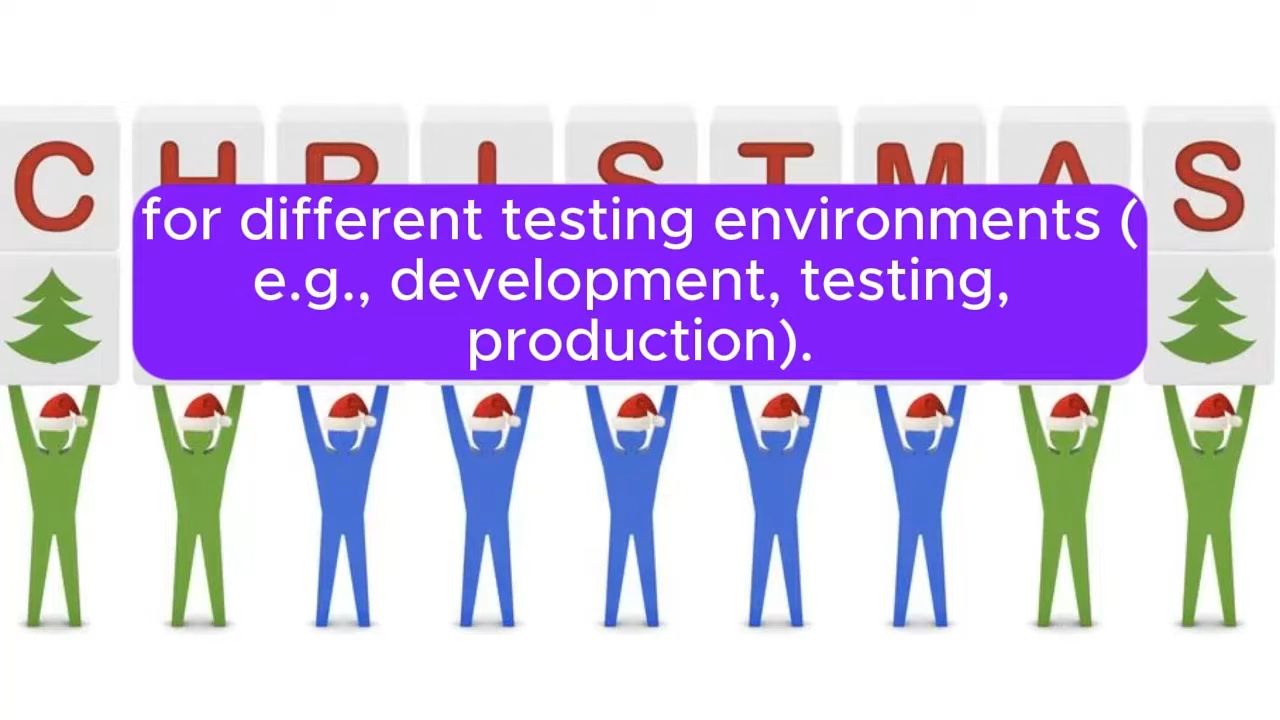 CHRISTMAS
for different testing environments (
e.g., development, testing,
production).